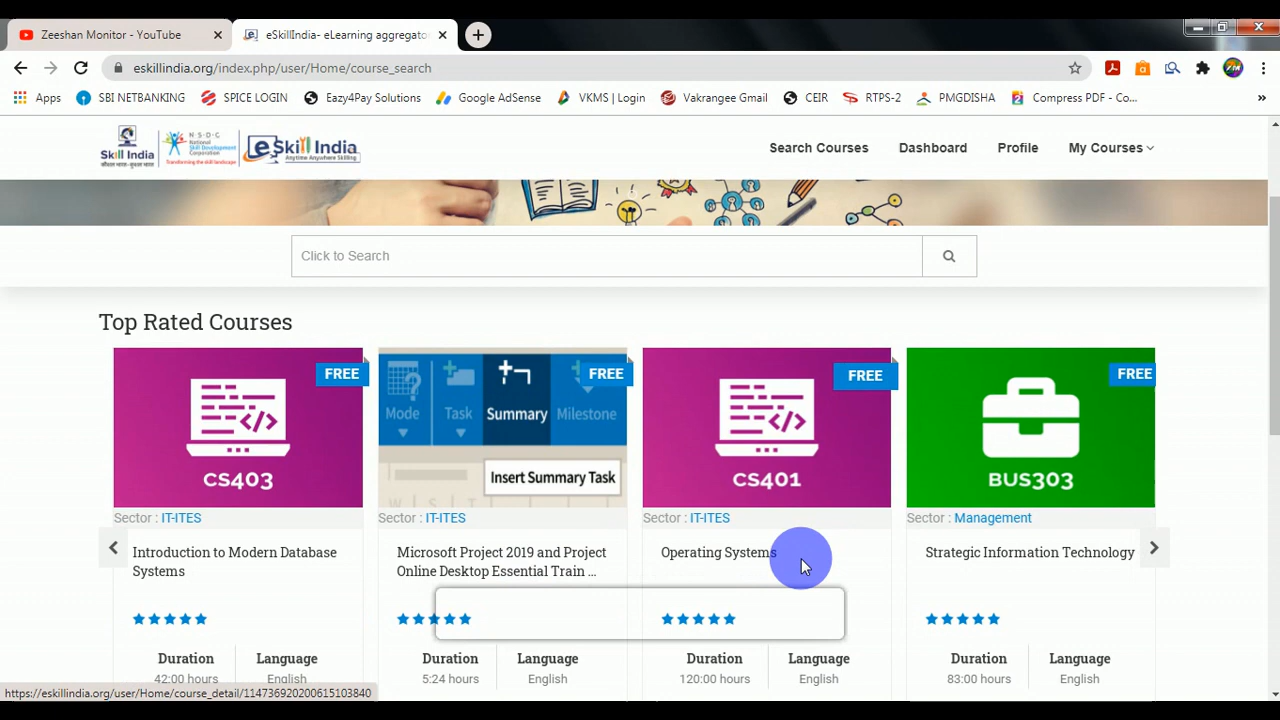 Zeeshan Monitor - YouTube
eSkillIndia- eLearning aggregato
eskillindia.org/index.php/user/Home/course_search
Apps
SBI NETBANKING
SPICE LOGIN
Eazy4Pay Solutions
Google AdSense
VKMS | Login
Vakrangee Gmail
CEIR
RTPS-2
PMGDISHA
Compress PDF - Co...
Skill India
कौशल भारत - कुशल भारत
N·S·D·C
National
Skill Development
Corporation
Transforming the skill landscape
eSkill India
Anytime Anywhere Skilling
Search Courses
Dashboard
Profile
My Courses
Click to Search
Top Rated Courses
FREE
CS403
Sector : IT-ITES
Introduction to Modern Database
Systems
Duration
42:00 hours
Language
English
FREE
Mode
Task
Summary
Milestone
Insert Summary Task
W S T
Sector : IT-ITES
Microsoft Project 2019 and Project
Online Desktop Essential Train ...
Duration
5:24 hours
Language
English
FREE
CS401
Sector : IT-ITES
Operating Systems
Duration
120:00 hours
Language
English
FREE
BUS303
Sector : Management
Strategic Information Technology
Duration
83:00 hours
Language
English
https://eskillindia.org/user/Home/course_detail/114736920200615103840